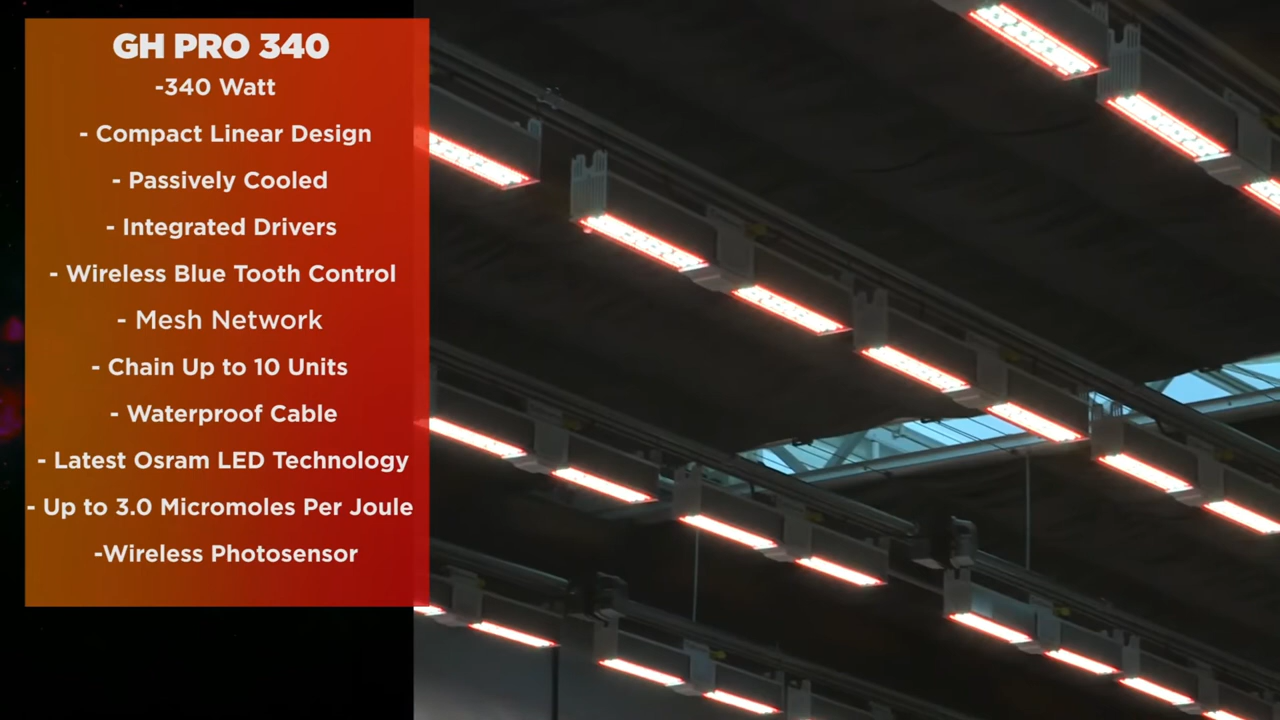 GH PRO 340
-340 Watt
- Compact Linear Design
- Passively Cooled
- Integrated Drivers
- Wireless Blue Tooth Control
- Mesh Network
- Chain Up to 10 Units
- Waterproof Cable
- Latest Osram LED Technology
- Up to 3.0 Micromoles Per Joule
-Wireless Photosensor